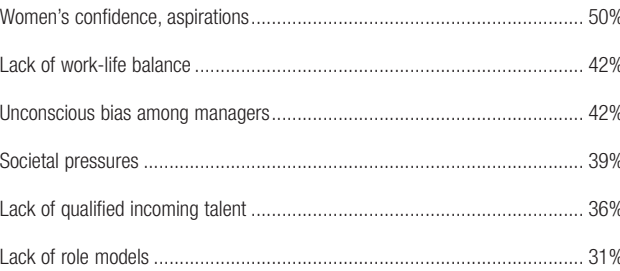 Women’s confidence, aspirations................................................................. 50%
Lack of work-life balance ............................................................................ 42%
Unconscious bias among managers............................................................. 42%
Societal pressures ...................................................................................... 39%
Lack of qualified incoming talent ................................................................. 36%
Lack of role models .................................................................................... 31%